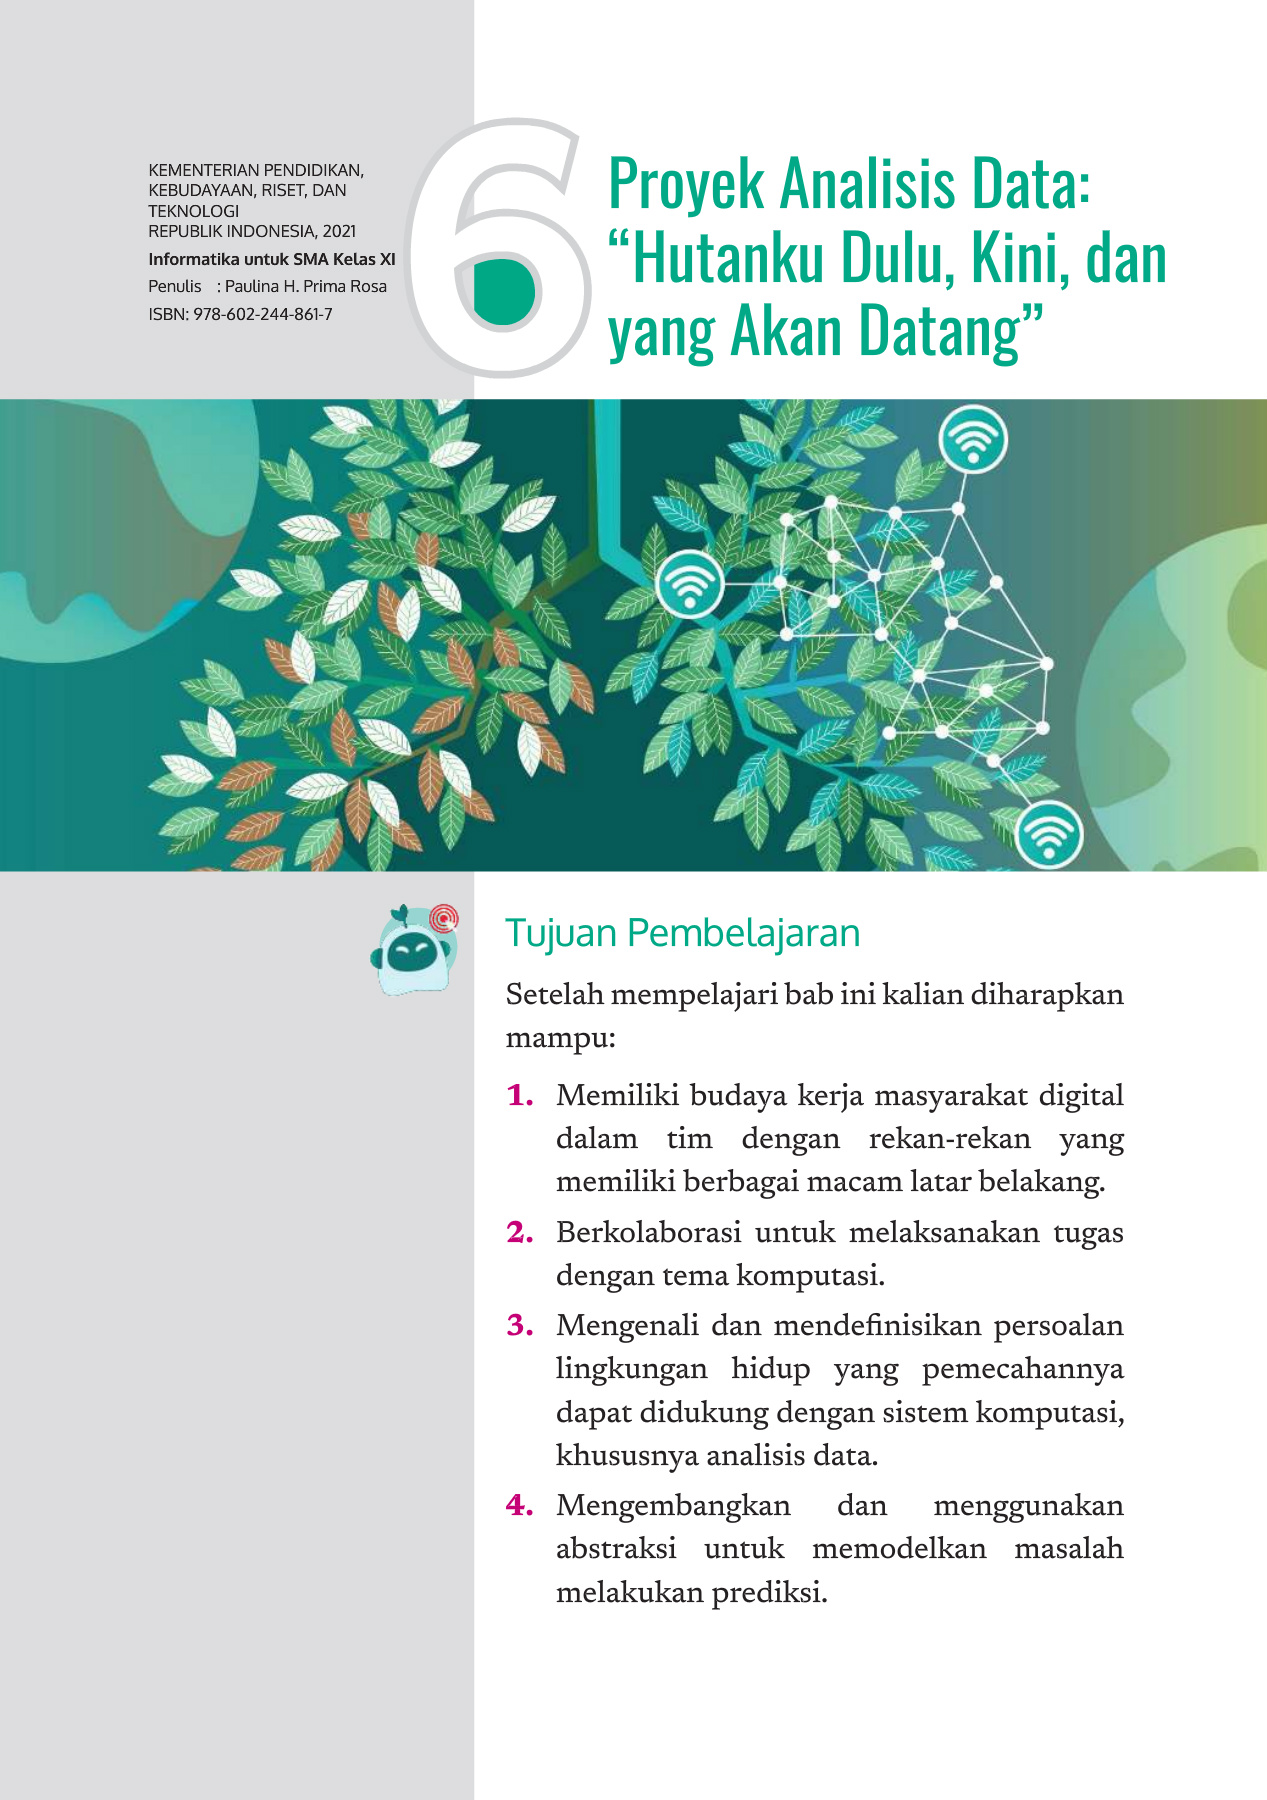 KEMENTERIAN PENDIDIKAN,
KEBUDAYAAN, RISET, DAN
TEKNOLOGI
REPUBLIK INDONESIA, 2021
Informatika untuk SMA Kelas XI
Penulis : Paulina H. Prima Rosa
ISBN: 978-602-244-861-7
6
Proyek Analisis Data:
“Hutanku Dulu, Kini, dan
yang Akan Datang”
Tujuan Pembelajaran
Setelah mempelajari bab ini kalian diharapkan
mampu:
1. Memiliki budaya kerja masyarakat digital
dalam tim dengan rekan-rekan yang
memiliki berbagai macam latar belakang.
2. Berkolaborasi untuk melaksanakan tugas
dengan tema komputasi.
3. Mengenali dan mendefinisikan persoalan
lingkungan hidup yang pemecahannya
dapat didukung dengan sistem komputasi,
khususnya analisis data.
4. Mengembangkan dan menggunakan
abstraksi untuk memodelkan masalah
melakukan prediksi.